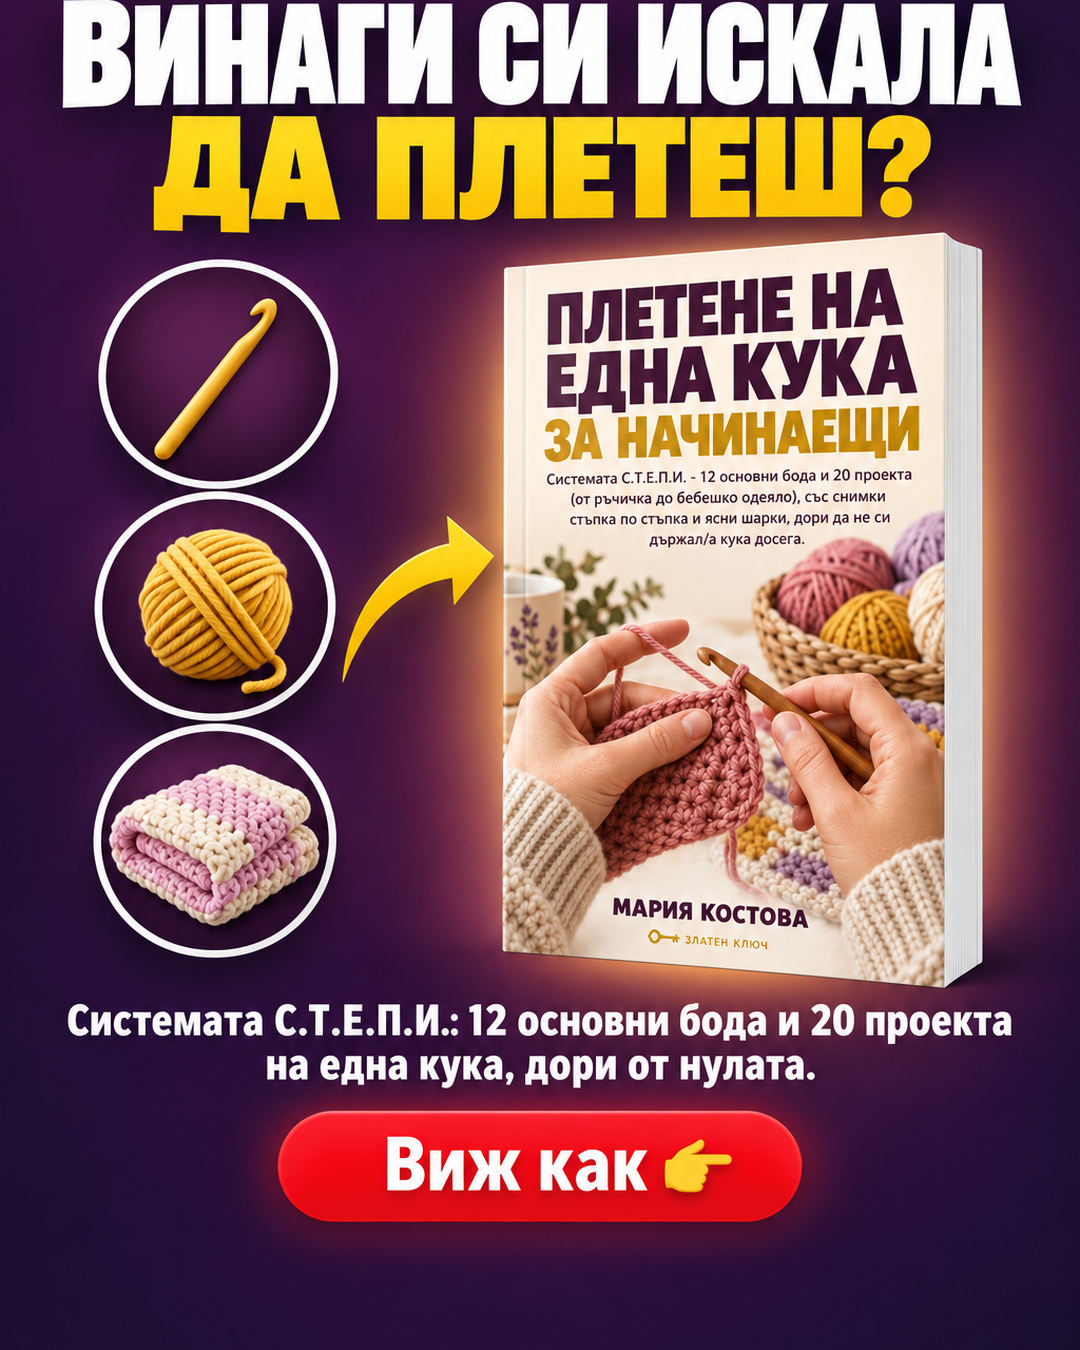 ВИНАГИ СИ ИСКАЛА
ДА ПЛЕТЕШ?
ПЛЕТЕНЕ НА
ЕДНА КУКА
ЗА НАЧИНАЕЩИ
Системата С.Т.Е.П.И. - 12 основни бода и 20 проекта
(от ръчичка до бебешко одеяло), със снимки
стъпка по стъпка и ясни шарки, дори да не си
държал/а кука досега.
МАРИЯ КОСТОВА
ЗЛАТЕН КЛЮЧ
Системата С.Т.Е.П.И.: 12 основни бода и 20 проекта
на една кука, дори от нулата.
Виж как 👉